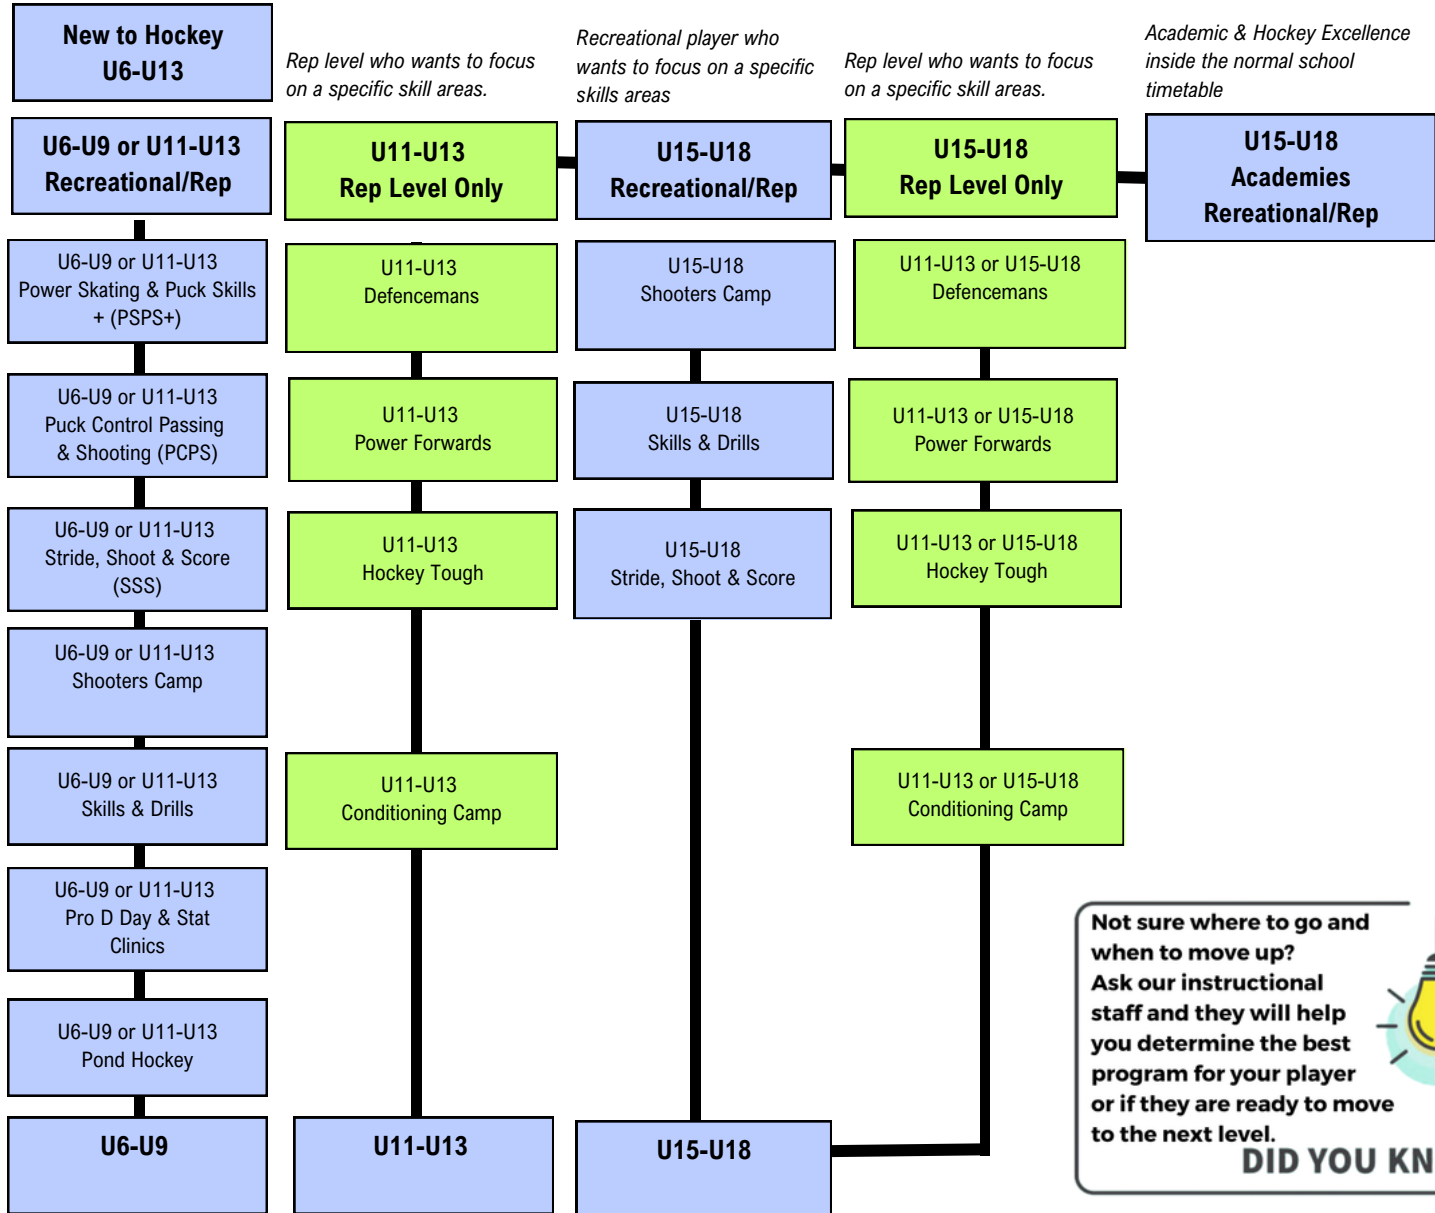 New to Hockey
U6-U13
Rep level who wants to focus
on a specific skill areas.
Recreational player who
wants to focus on a specific
skills areas
Rep level who wants to focus
on a specific skill areas.
Academic & Hockey Excellence
inside the normal school
timetable
U6-U9 or U11-U13
Recreational/Rep
U11-U13
Rep Level Only
U15-U18
Recreational/Rep
U15-U18
Rep Level Only
U15-U18
Academies
Rereational/Rep
U6-U9 or U11-U13
Power Skating & Puck Skills
+ (PSPS+)
U6-U9 or U11-U13
Puck Control Passing
& Shooting (PCPS)
U6-U9 or U11-U13
Stride, Shoot & Score
(SSS)
U6-U9 or U11-U13
Shooters Camp
U6-U9 or U11-U13
Skills & Drills
U6-U9 or U11-U13
Pro D Day & Stat
Clinics
U6-U9 or U11-U13
Pond Hockey
U6-U9
U11-U13
Defencemans
U11-U13
Power Forwards
U11-U13
Hockey Tough
U11-U13
Conditioning Camp
U11-U13
U15-U18
Shooters Camp
U15-U18
Skills & Drills
U15-U18
Stride, Shoot & Score
U15-U18
U11-U13 or U15-U18
Defencemans
U11-U13 or U15-U18
Power Forwards
U11-U13 or U15-U18
Hockey Tough
U11-U13 or U15-U18
Conditioning Camp
Not sure where to go and
when to move up?
Ask our instructional
staff and they will help
you determine the best
program for your player
or if they are ready to move
to the next level.
DID YOU KN